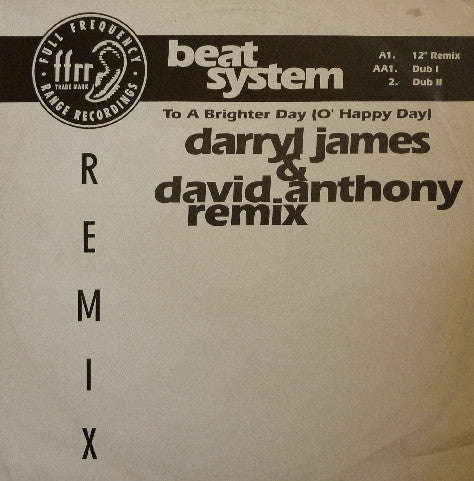 FULL FREQUENCY
ffrr
TRADE MARK
RANGE RECORDINGS
beat
system
A1. 12" Remix
AA1. Dub I
2. Dub II
To A Brighter Day (O' Happy Day)
darryl james
&
david anthony
remix
R
E
M
I
X